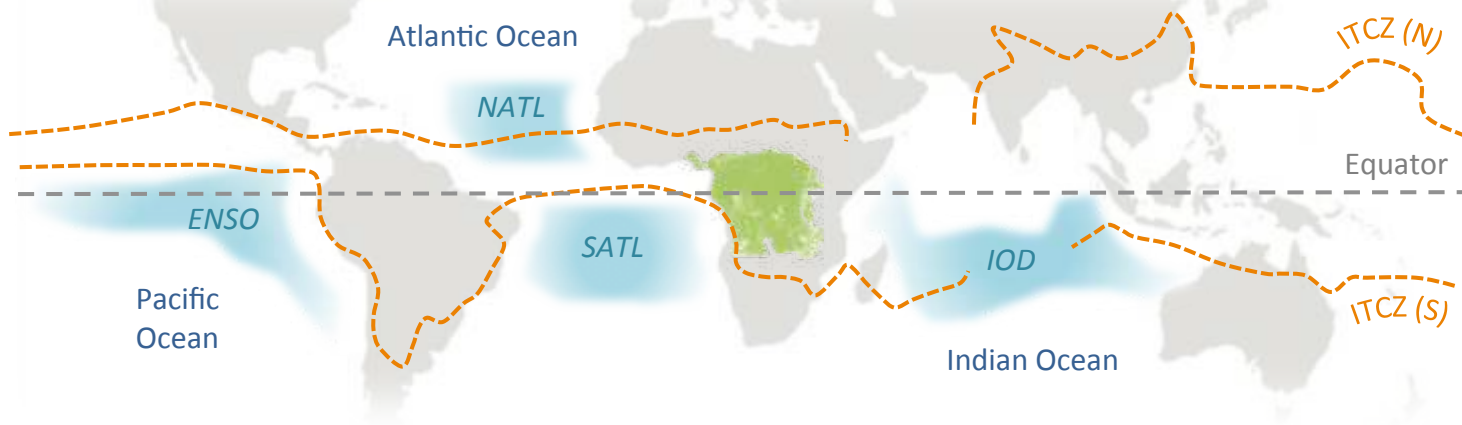 Atlantic Ocean
ITCZ (N)
NATL
Equator
ENSO
SATL
IOD
Pacific
Ocean
ITCZ (S)
Indian Ocean